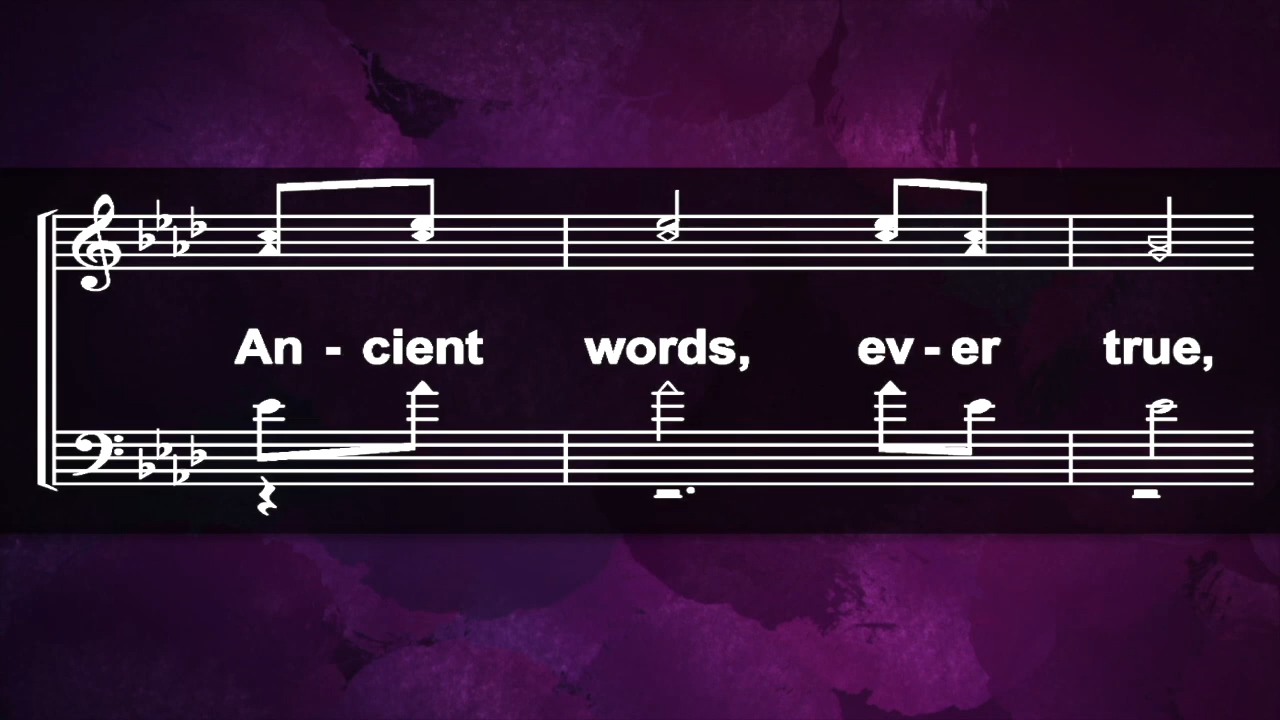 An - cient words, ev - er true,